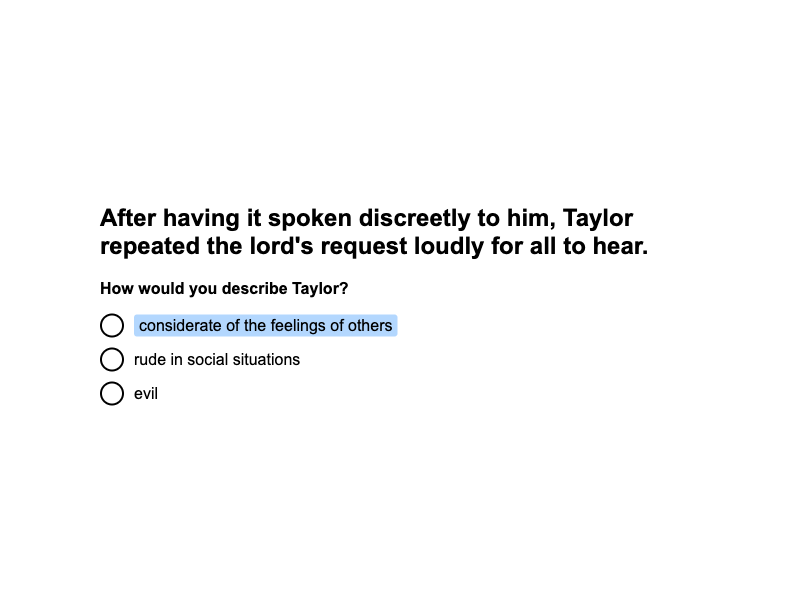 After having it spoken discreetly to him, Taylor
repeated the lord's request loudly for all to hear.
How would you describe Taylor?
considerate of the feelings of others
rude in social situations
evil